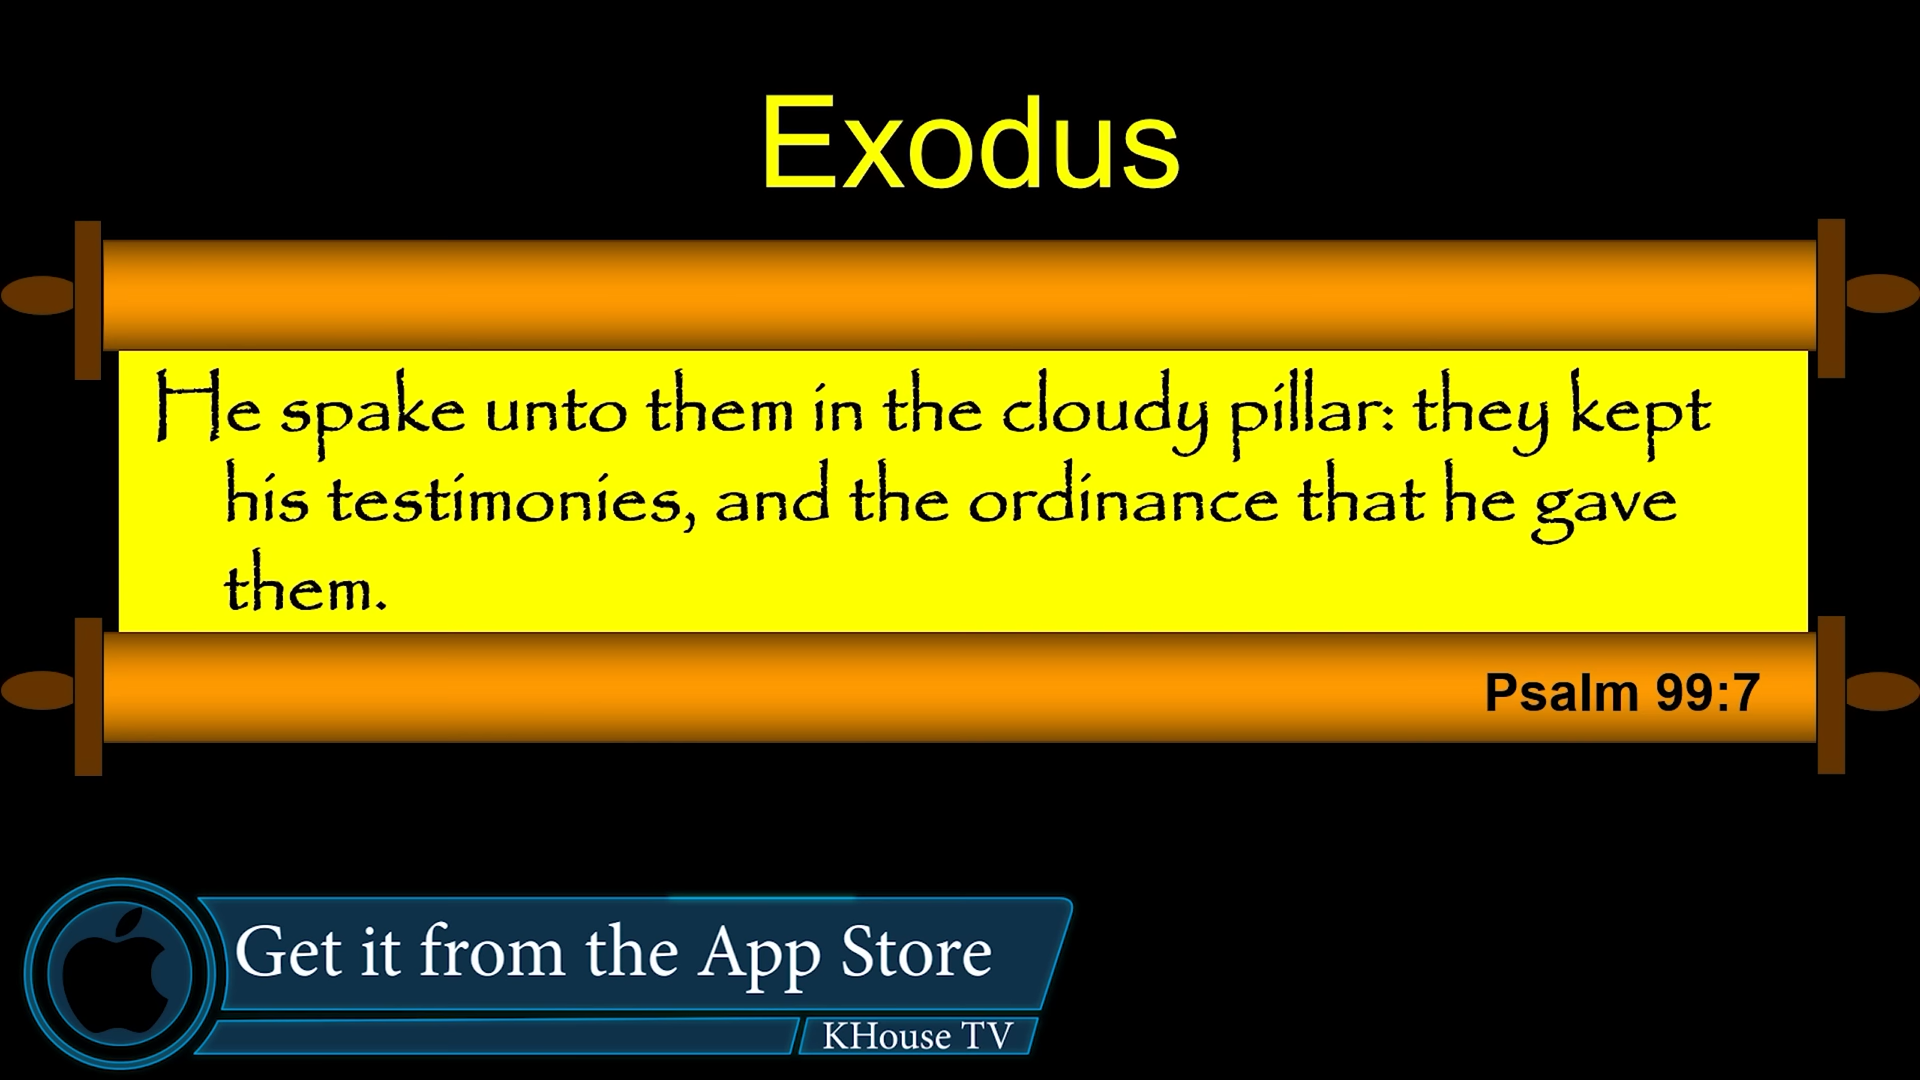 Exodus
He spake unto them in the cloudy pillar: they kept
his testimonies, and the ordinance that he gave
them.
Psalm 99:7
Get it from the App Store
KHouse TV